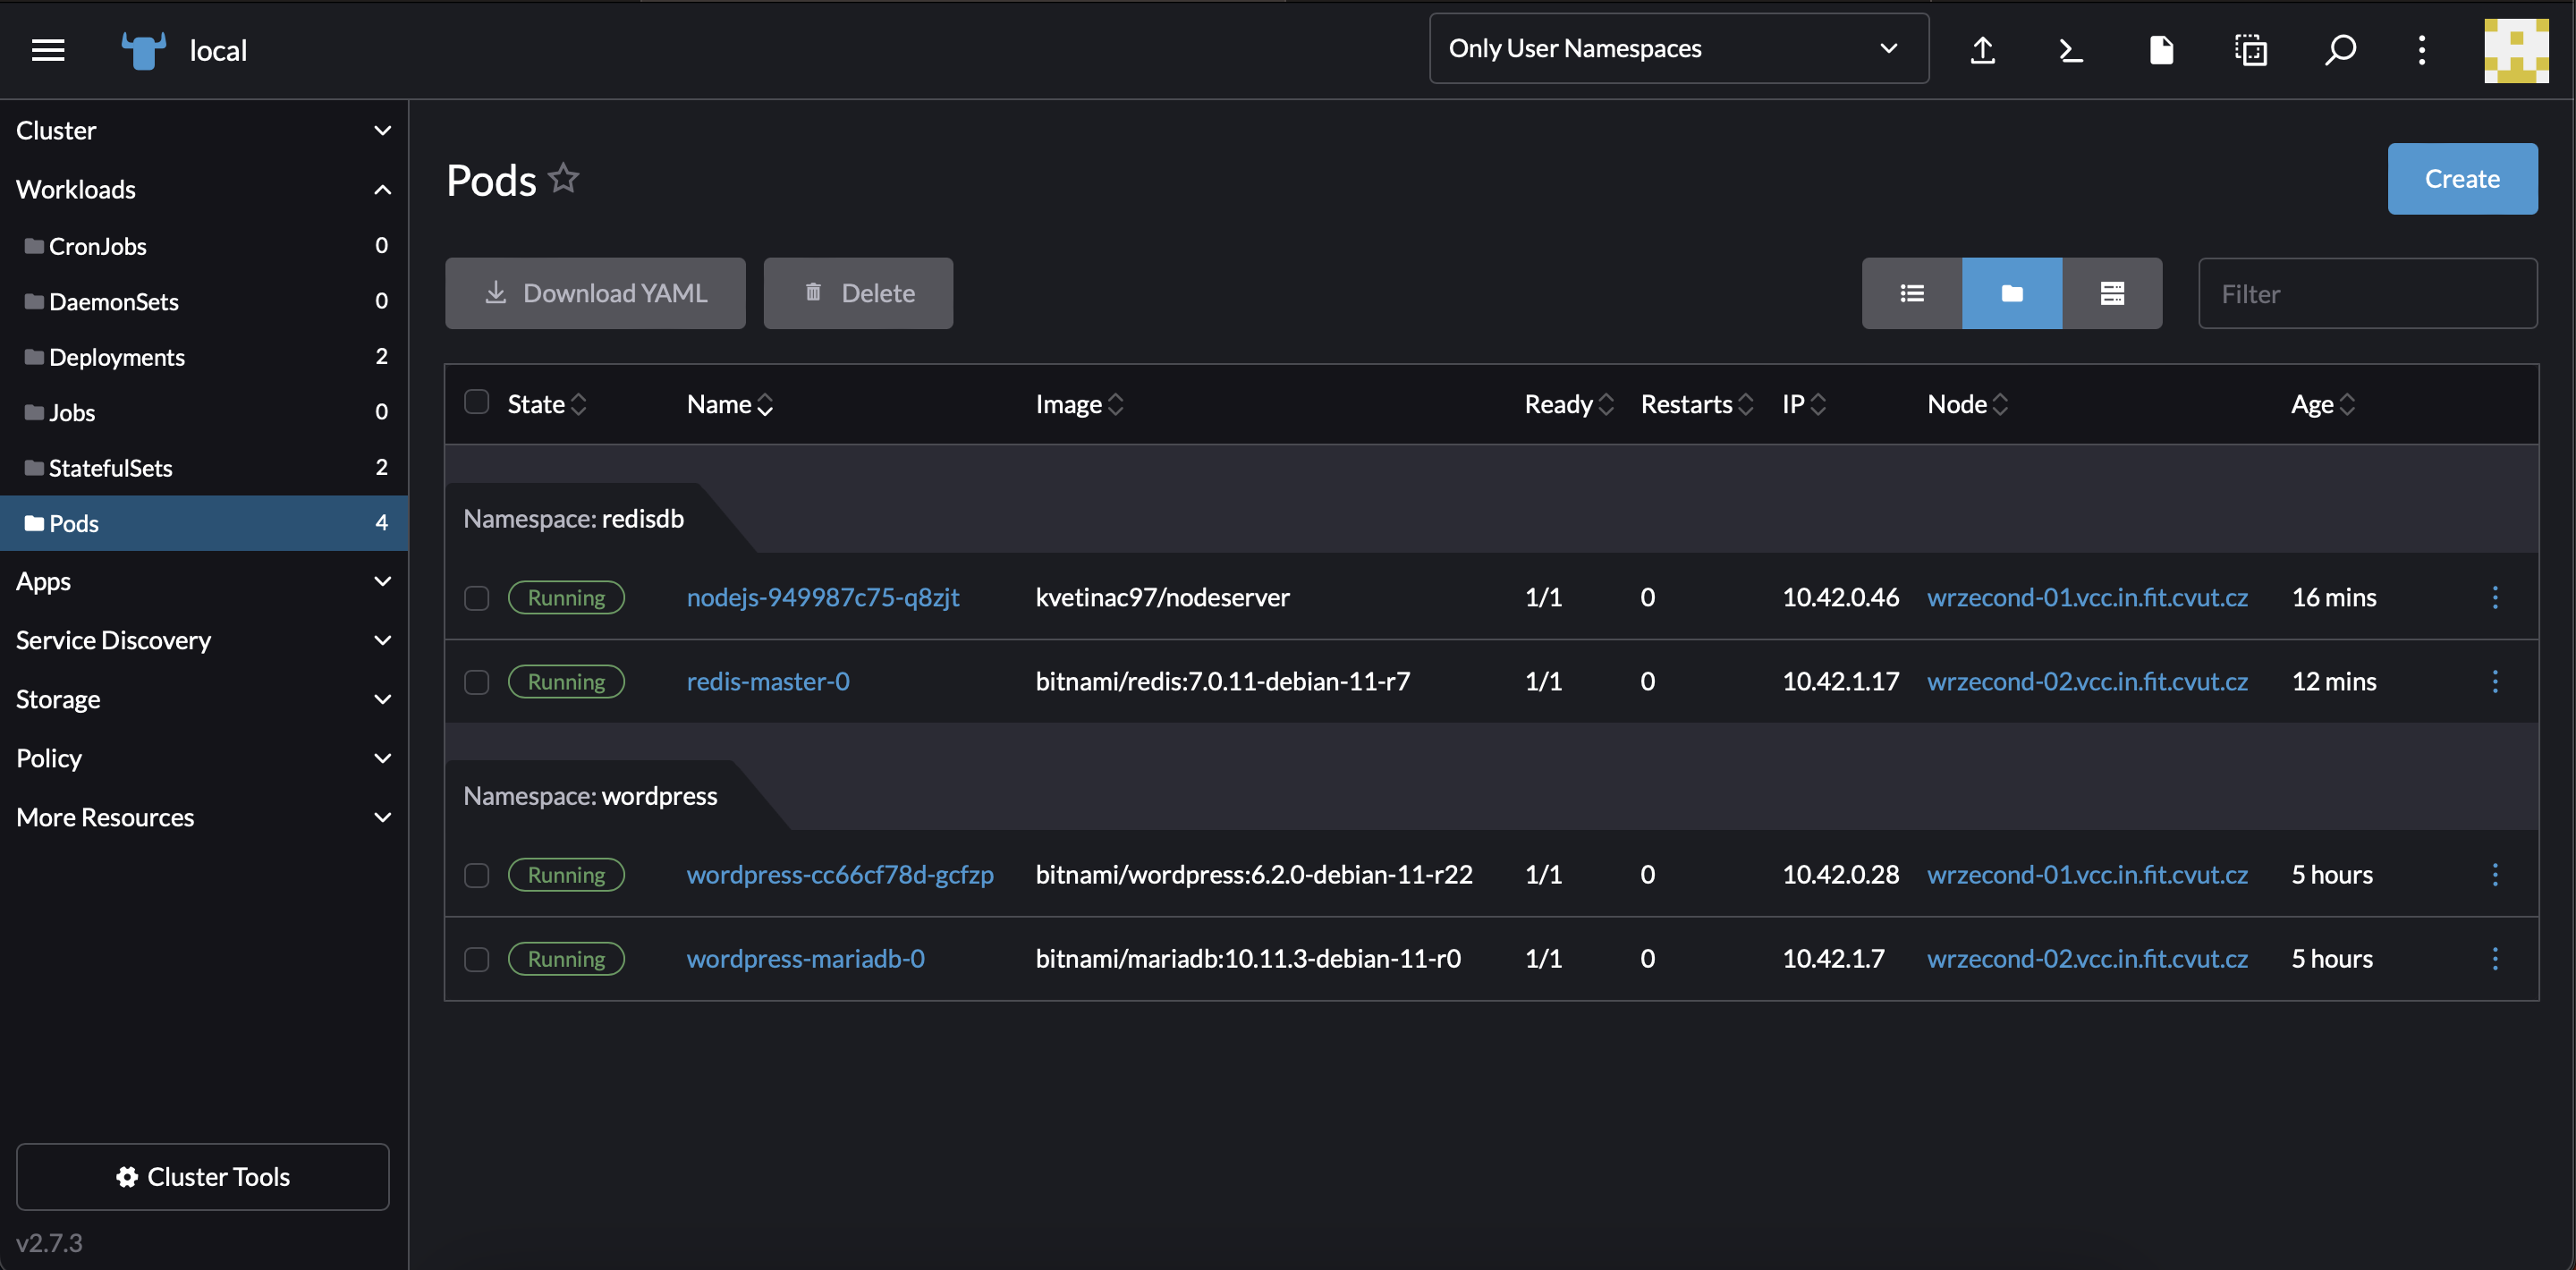 local
Only User Namespaces
Cluster
Workloads
CronJobs 0
DaemonSets 0
Deployments 2
Jobs 0
StatefulSets 2
Pods 4
Apps
Service Discovery
Storage
Policy
More Resources
Cluster Tools
v2.7.3
Pods
Create
Download YAML
Delete
Filter
State Name Image Ready Restarts IP Node Age
Namespace: redisdb
Running nodejs-949987c75-q8zjt kvetinac97/nodeserver 1/1 0 10.42.0.46 wrzecond-01.vcc.in.fit.cvut.cz 16 mins
Running redis-master-0 bitnami/redis:7.0.11-debian-11-r7 1/1 0 10.42.1.17 wrzecond-02.vcc.in.fit.cvut.cz 12 mins
Namespace: wordpress
Running wordpress-cc66cf78d-gcfzp bitnami/wordpress:6.2.0-debian-11-r22 1/1 0 10.42.0.28 wrzecond-01.vcc.in.fit.cvut.cz 5 hours
Running wordpress-mariadb-0 bitnami/mariadb:10.11.3-debian-11-r0 1/1 0 10.42.1.7 wrzecond-02.vcc.in.fit.cvut.cz 5 hours